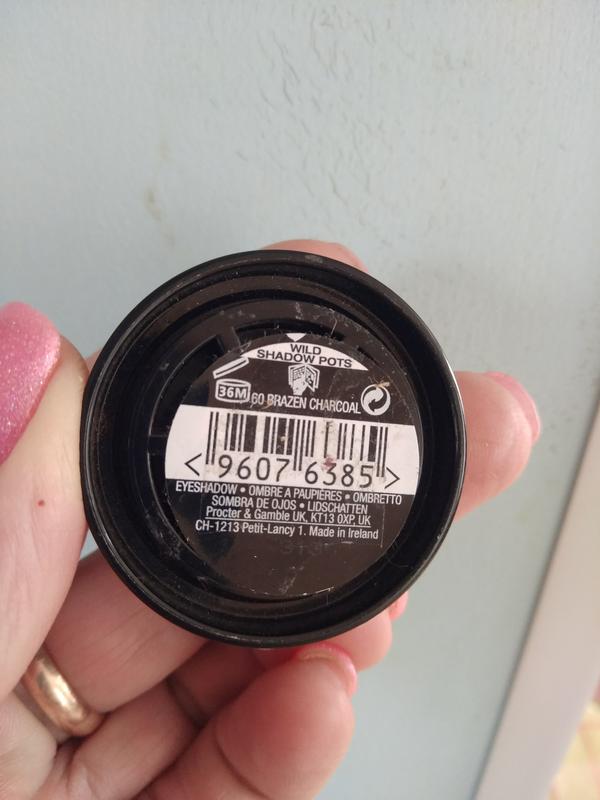 WILD
SHADOW POTS
36M
60 BRAZEN CHARCOAL
< 9607 6385 >
EYESHADOW • OMBRE A PAUPIÈRES • OMBRETTO
SOMBRA DE OJOS • LIDSCHATTEN
Procter & Gamble UK, KT13 0XP, UK
CH-1213 Petit-Lancy 1. Made in Ireland